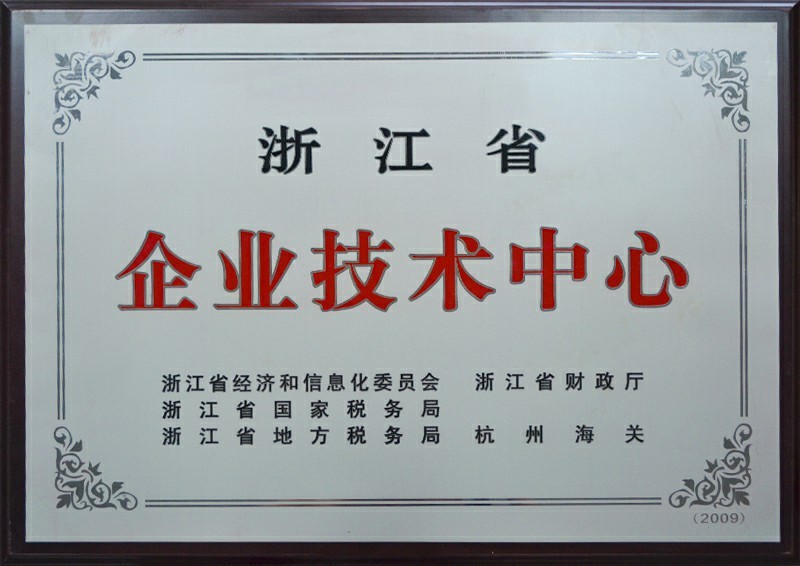 浙江省
企业技术中心
浙江省经济和信息化委员会 浙江省财政厅
浙江省国家税务局
浙江省地方税务局 杭州海关
(2009)